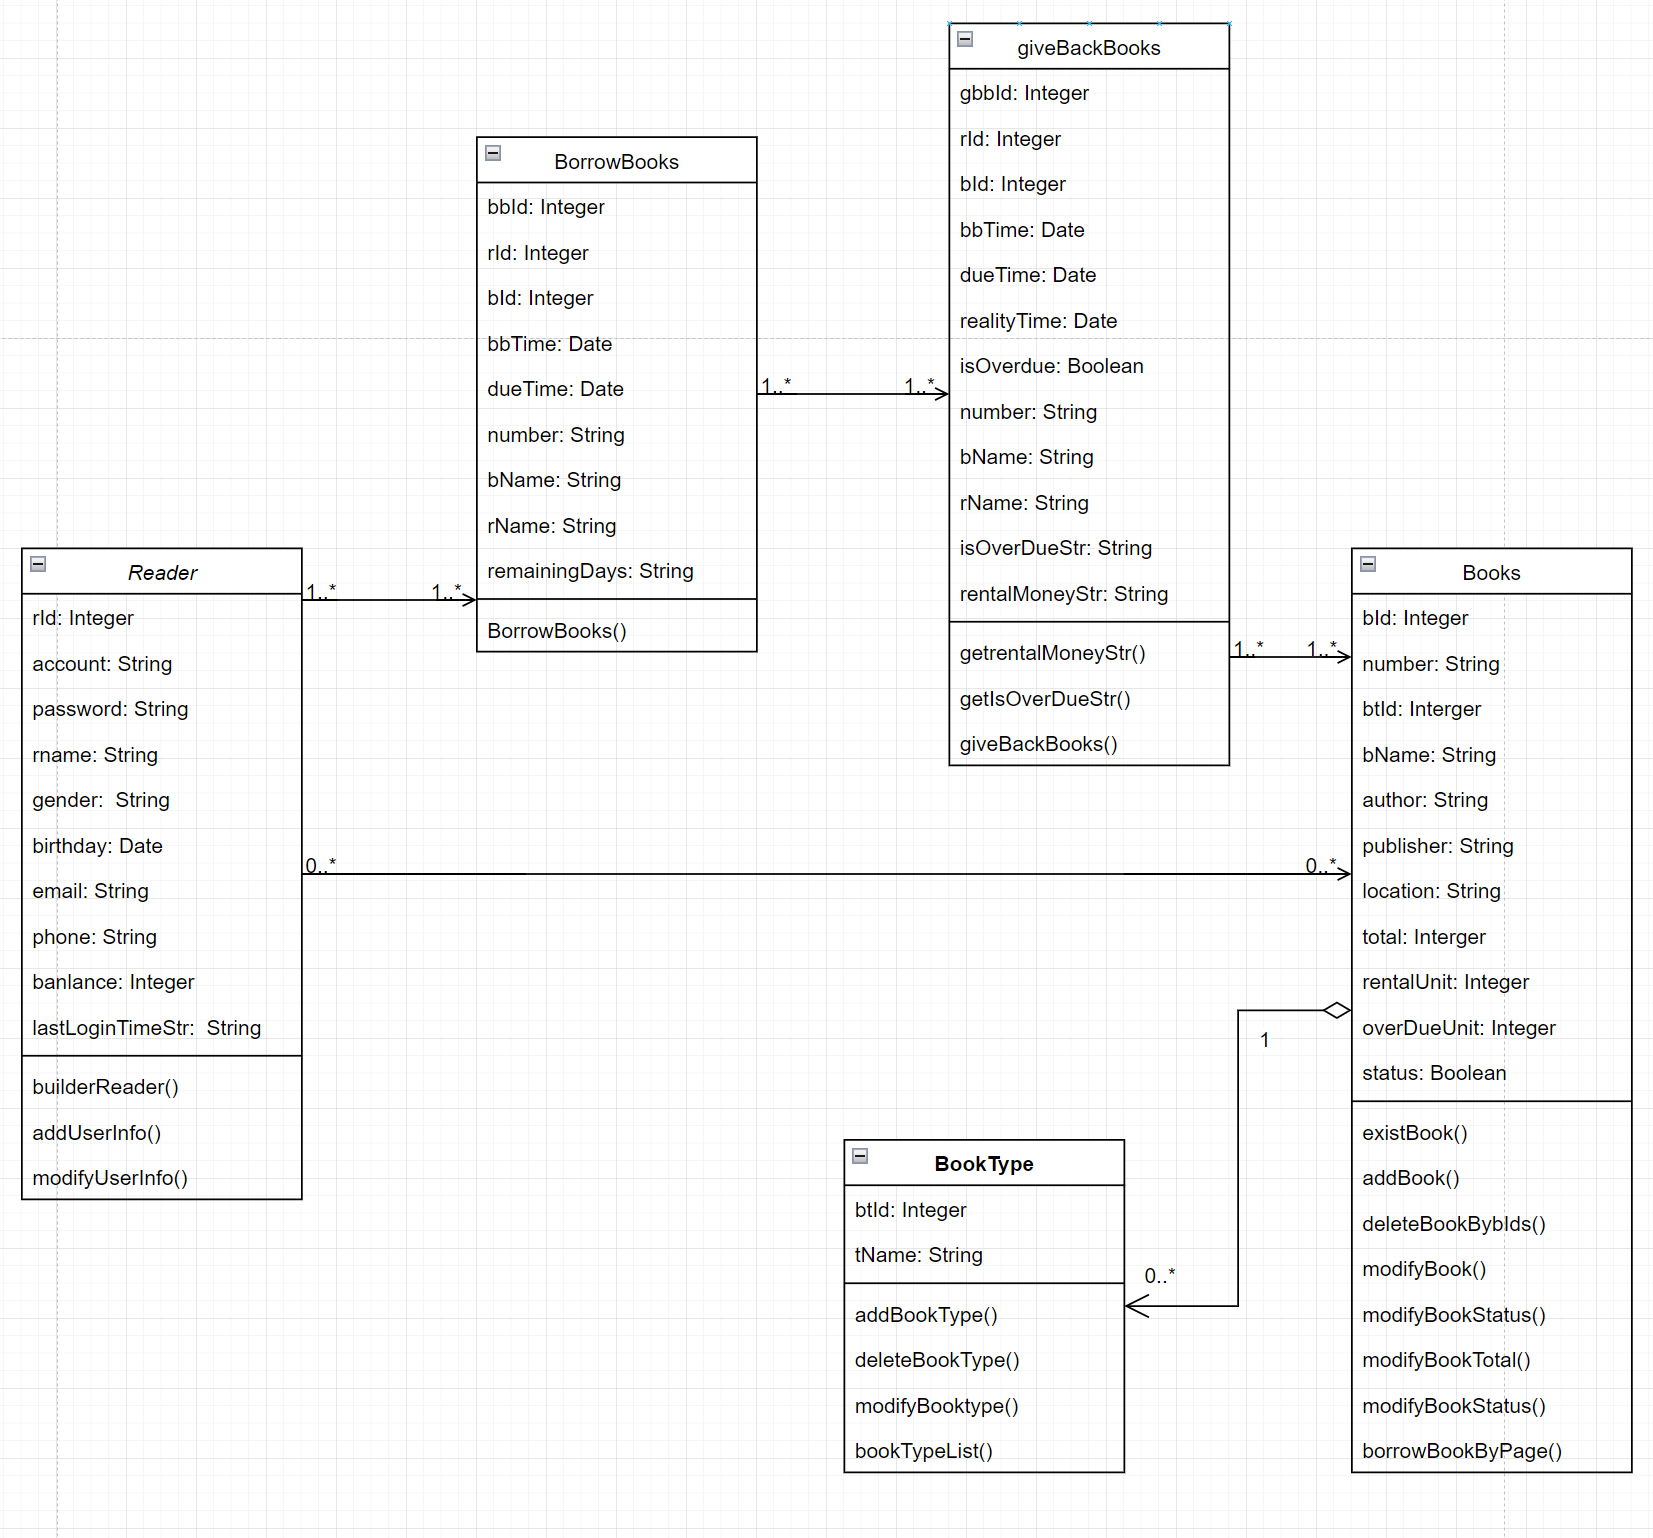 giveBackBooks
gbbId: Integer
rId: Integer
bId: Integer
bbTime: Date
dueTime: Date
realityTime: Date
isOverdue: Boolean
number: String
bName: String
rName: String
isOverDueStr: String
rentalMoneyStr: String
getrentalMoneyStr()
getIsOverDueStr()
giveBackBooks()
BorrowBooks
bbId: Integer
rId: Integer
bId: Integer
bbTime: Date
dueTime: Date
number: String
bName: String
rName: String
remainingDays: String
BorrowBooks()
1..*
1..*
Reader
rId: Integer
account: String
password: String
rname: String
gender:  String
birthday: Date
email: String
phone: String
banlance: Integer
lastLoginTimeStr:  String
builderReader()
addUserInfo()
modifyUserInfo()
1..*
1..*
1..*
1..*
0..*
0..*
Books
bId: Integer
number: String
btId: Interger
bName: String
author: String
publisher: String
location: String
total: Interger
rentalUnit: Integer
overDueUnit: Integer
status: Boolean
existBook()
addBook()
deleteBookBybIds()
modifyBook()
modifyBookStatus()
modifyBookTotal()
modifyBookStatus()
borrowBookByPage()
1
0..*
BookType
btId: Integer
tName: String
addBookType()
deleteBookType()
modifyBooktype()
bookTypeList()